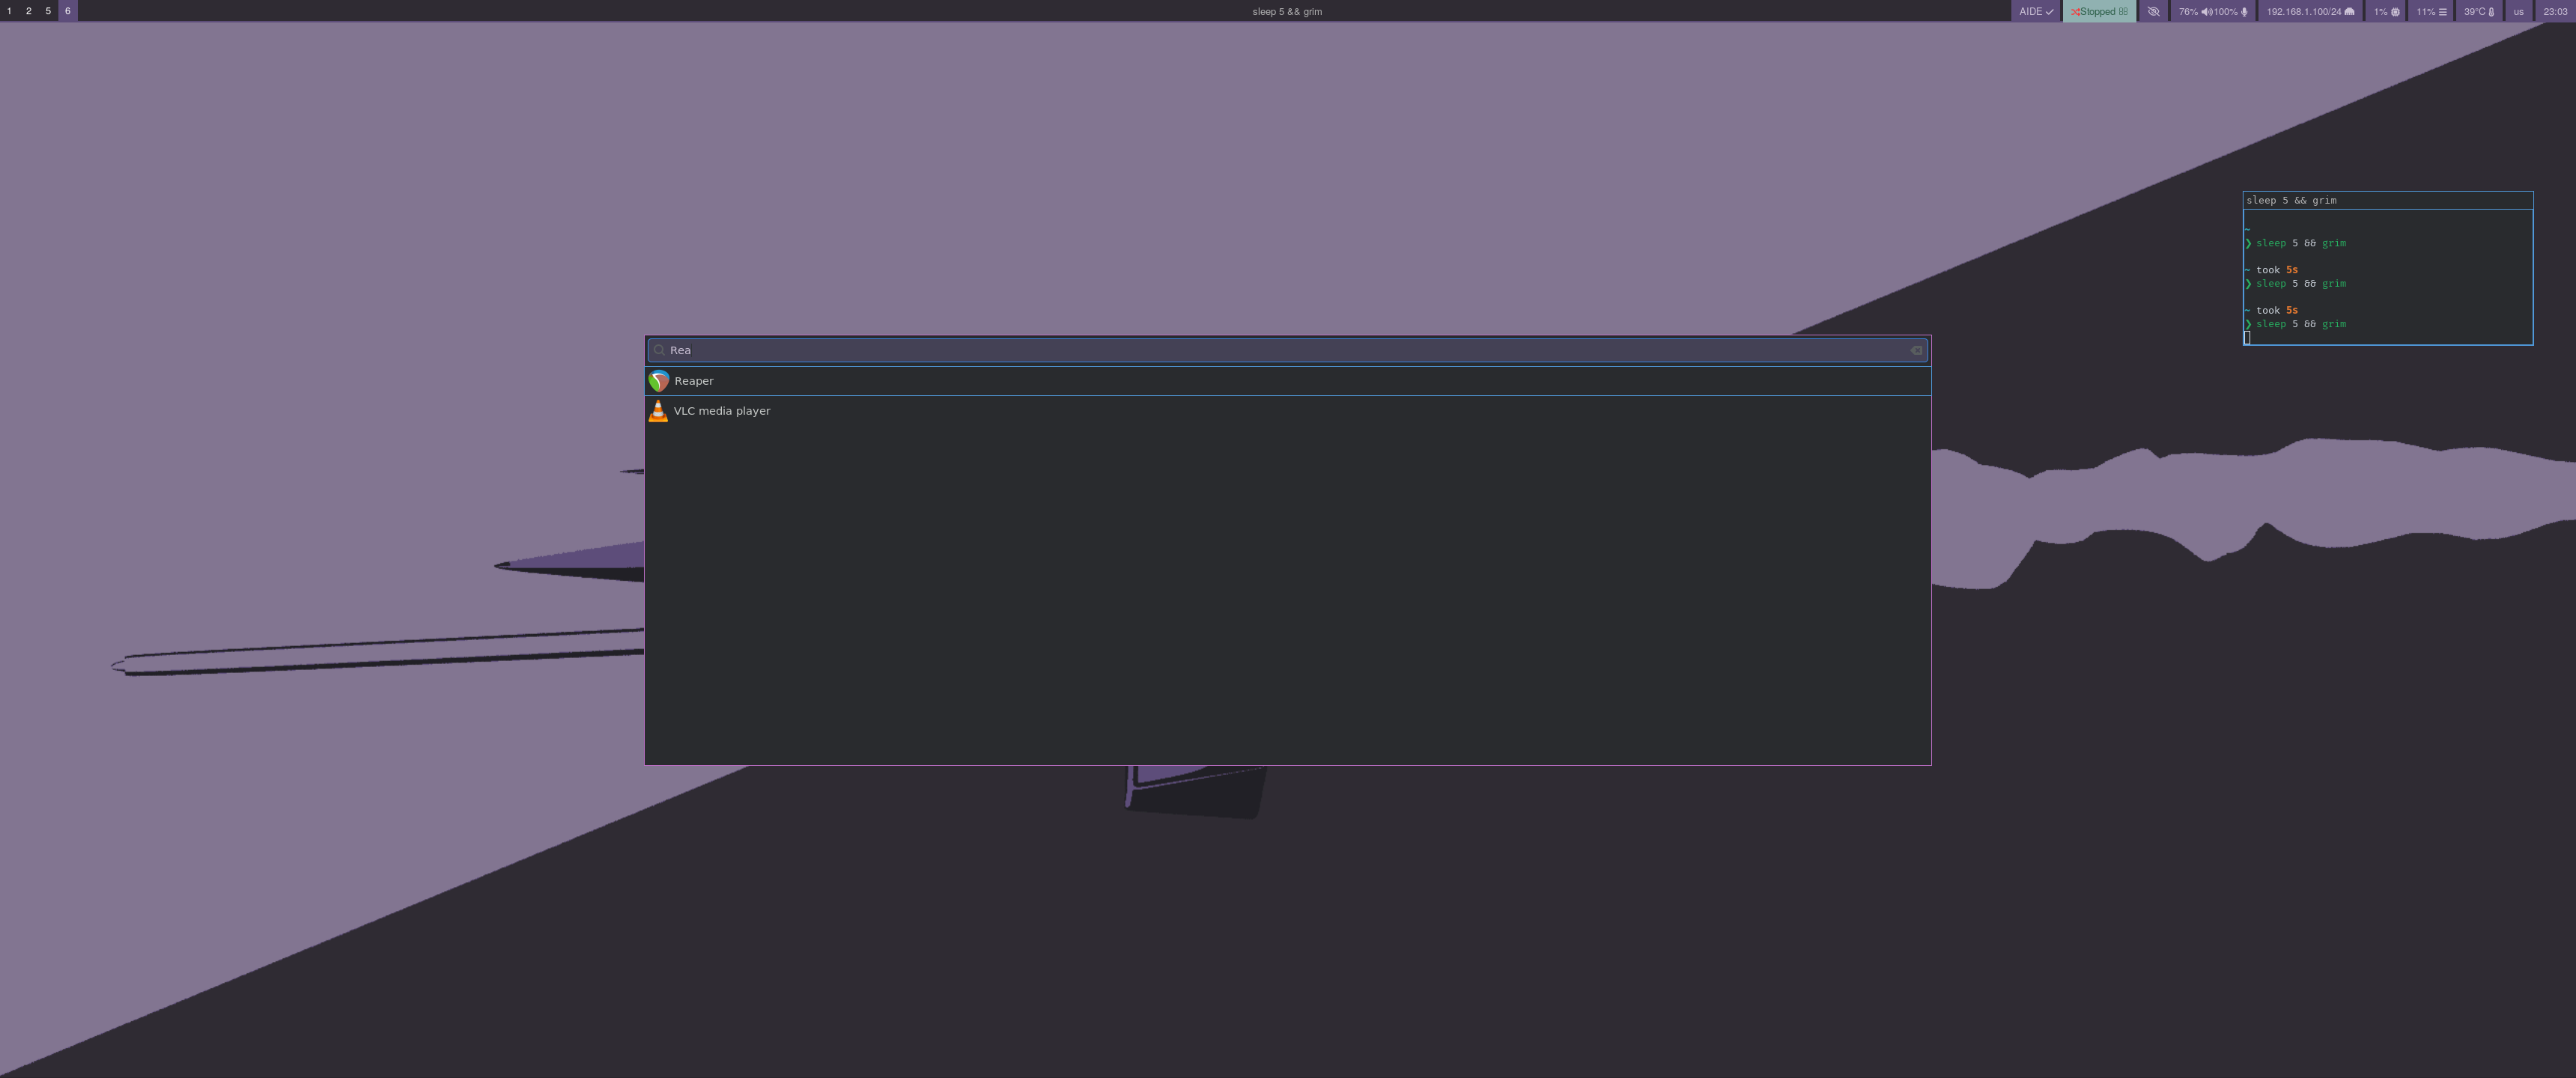 1 2 5 6 sleep 5 && grim AIDE Stopped 76% 100% 192.168.1.100/24 1% 11% 39°C us 23:03
sleep 5 && grim
~
❯ sleep 5 && grim
~ took 5s
❯ sleep 5 && grim
~ took 5s
❯ sleep 5 && grim
Rea
Reaper
VLC media player